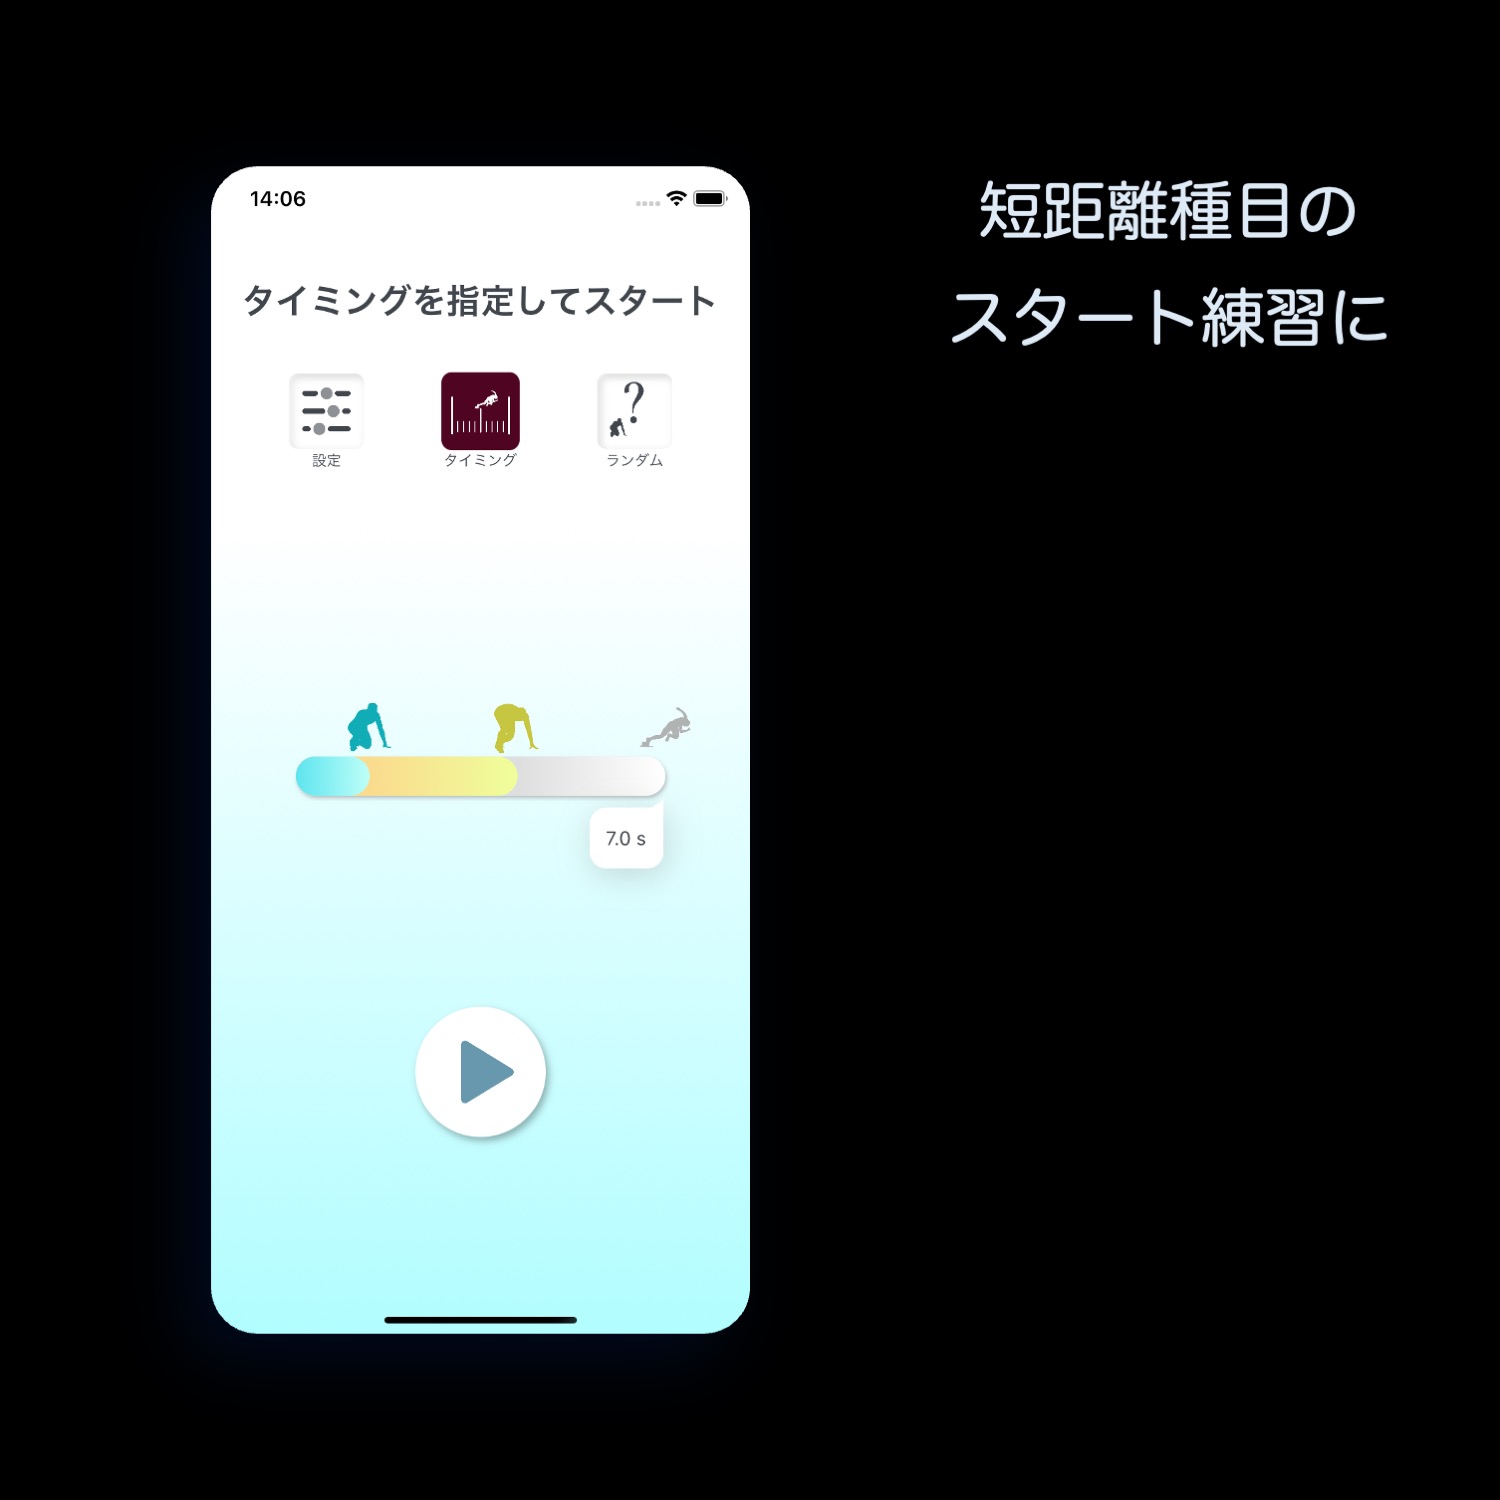 14:06
タイミングを指定してスタート
設定
タイミング
ランダム
7.0 s
短距離種目の
スタート練習に